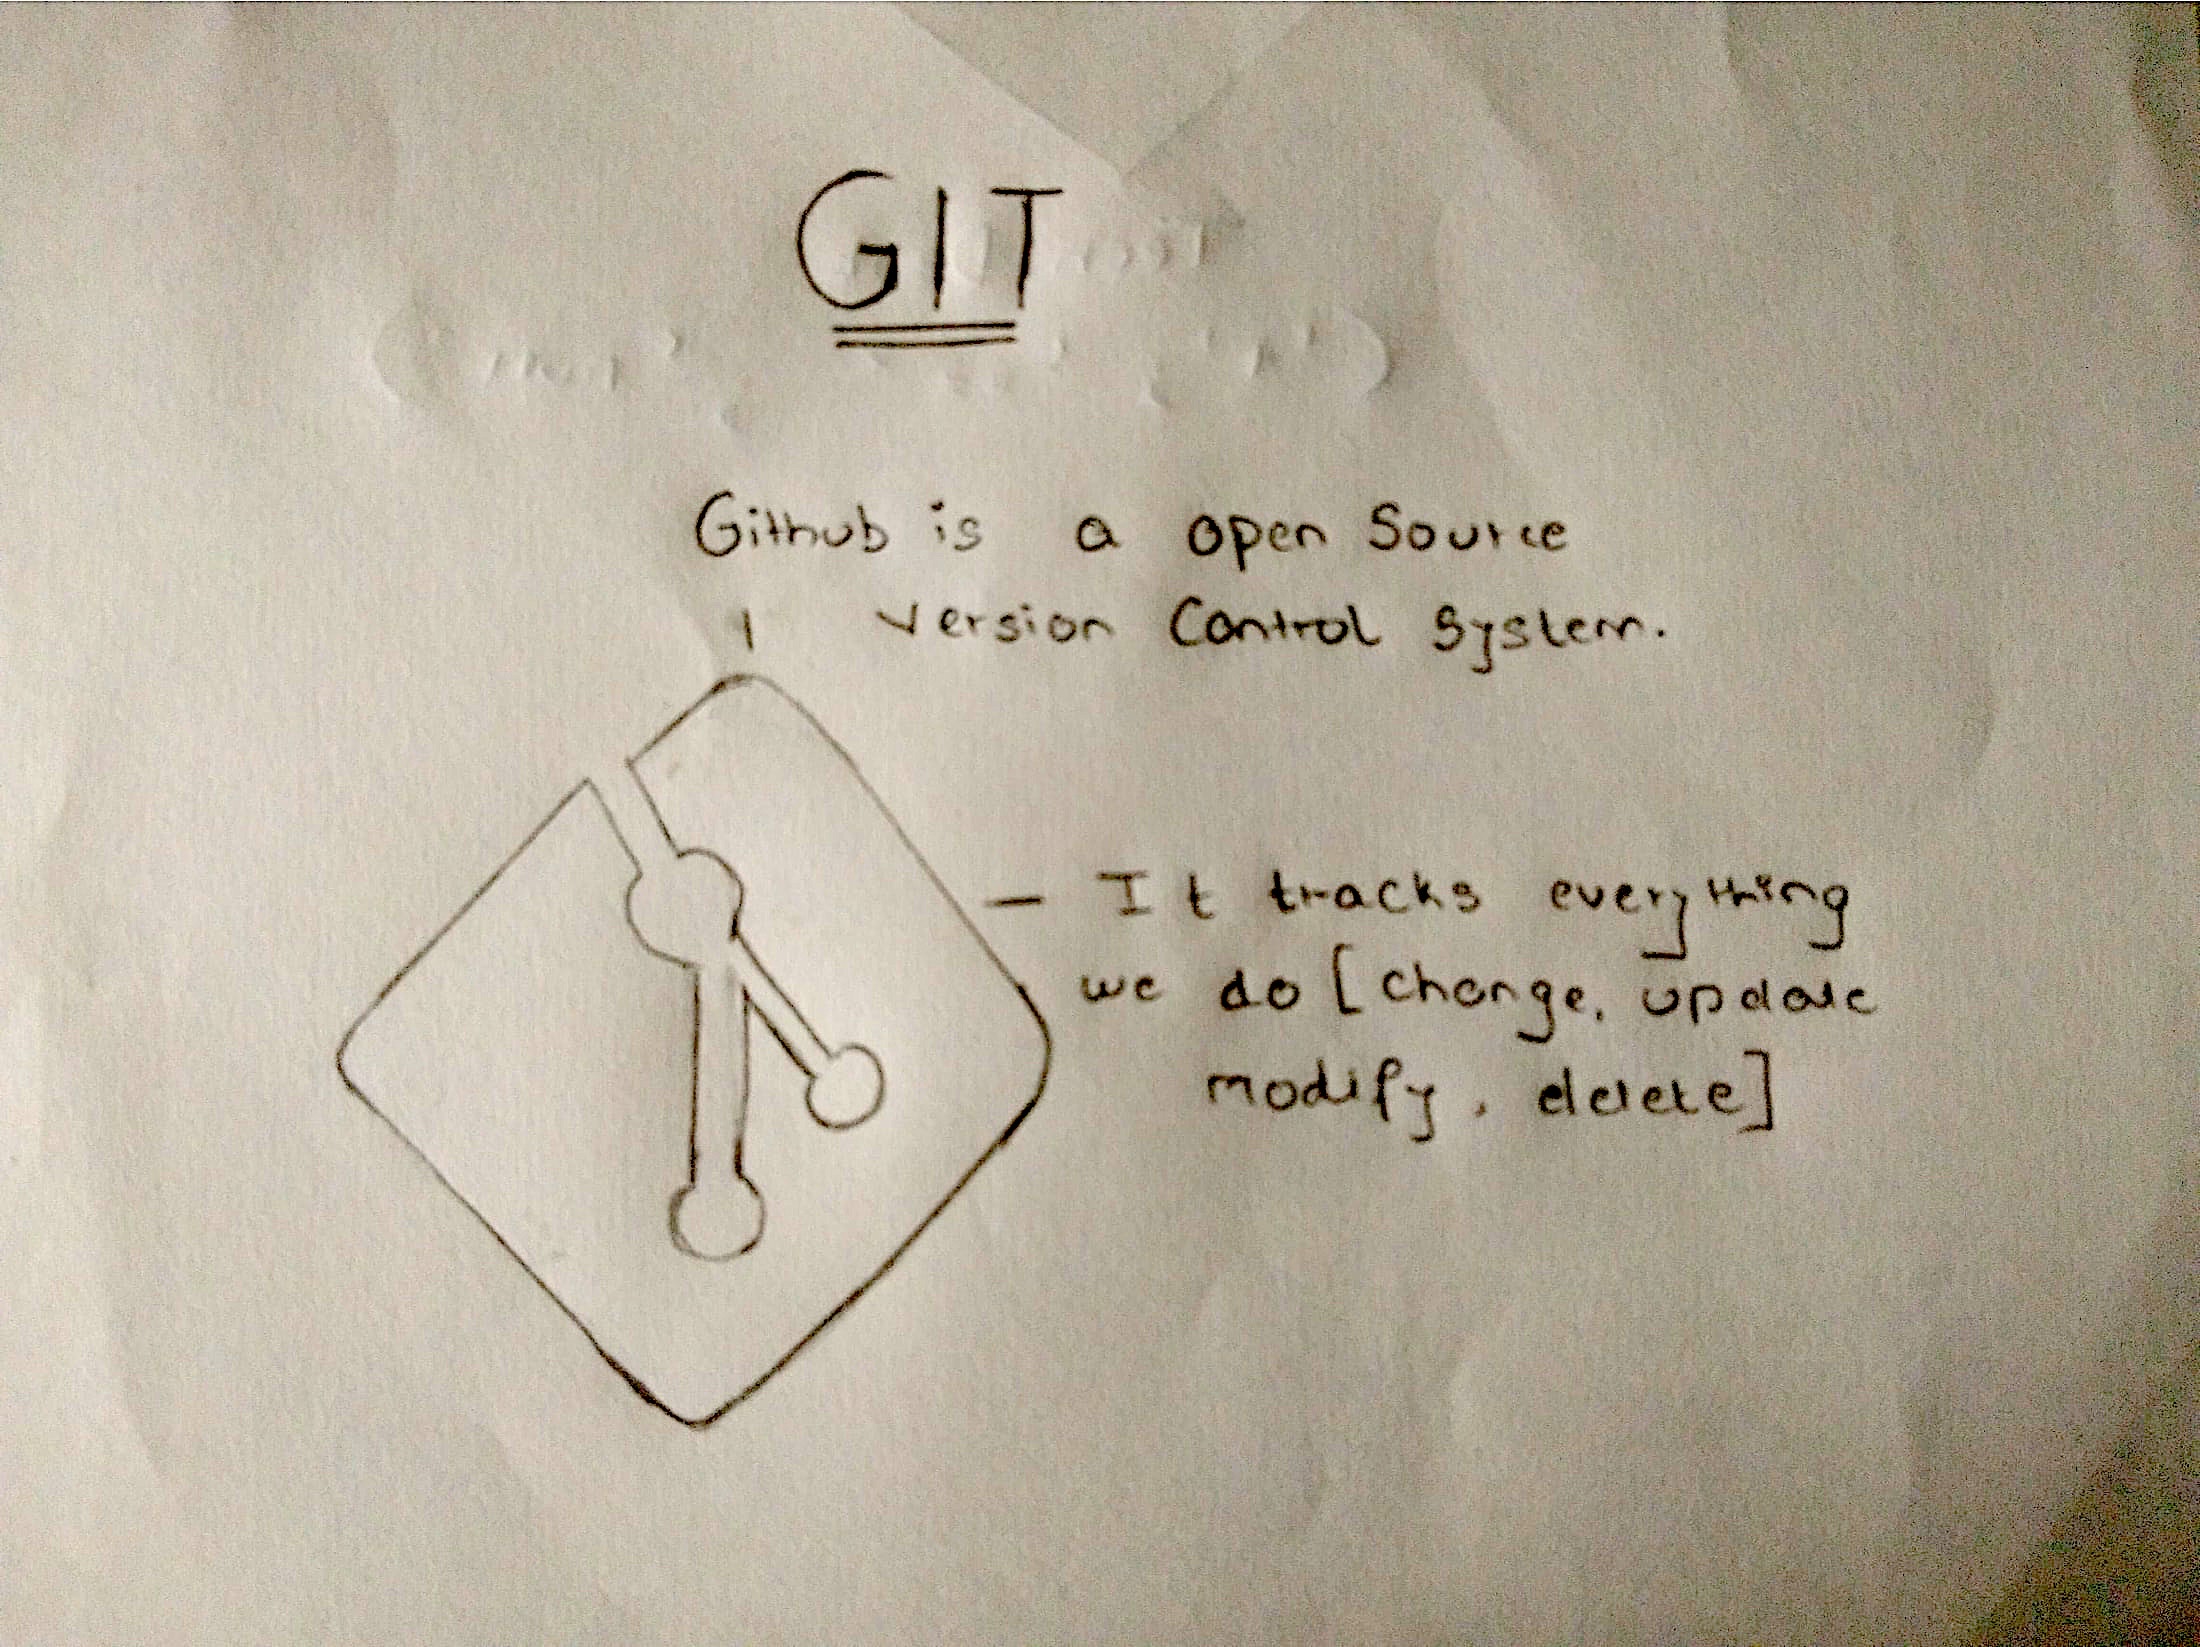 GIT
Github is a open Source
version Control System.
- It tracks everything
we do [change, update
modify, delete]